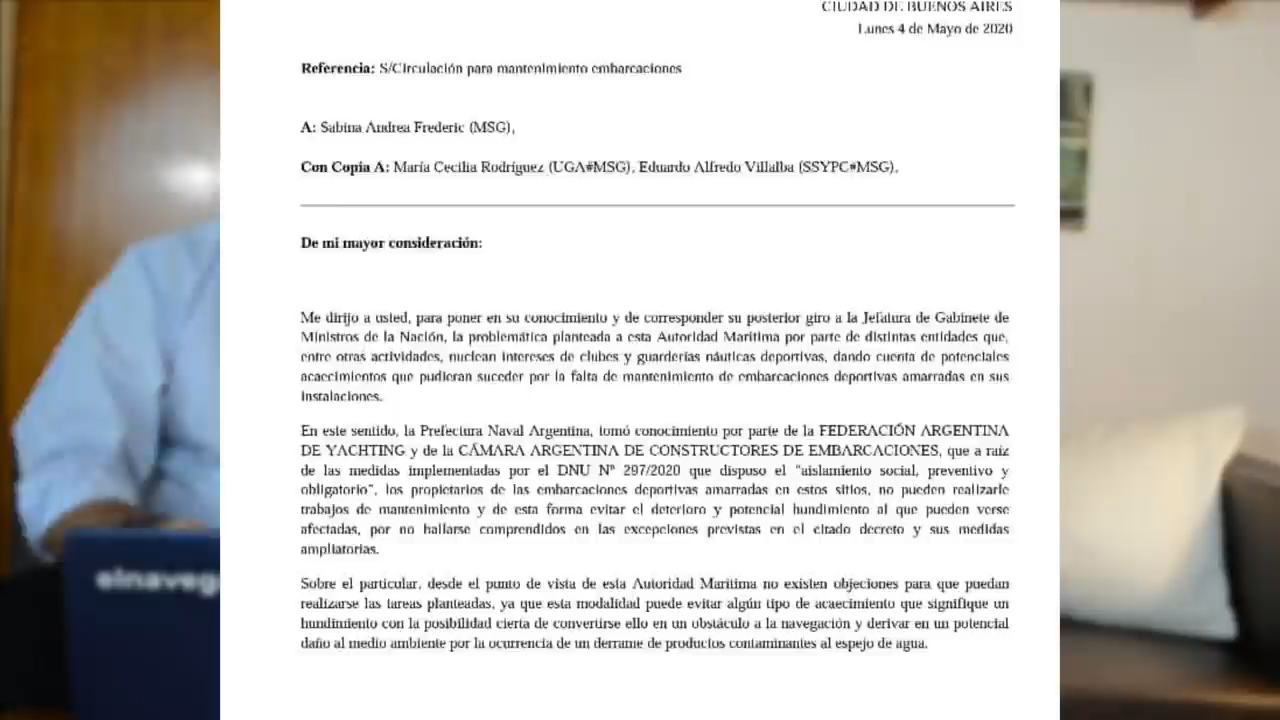 CIUDAD DE BUENOS AIRES
Lunes 4 de Mayo de 2020
Referencia: S/Circulación para mantenimiento embarcaciones
A: Sabina Andrea Frederic (MSG),
Con Copia A: María Cecilia Rodríguez (UGA#MSG), Eduardo Alfredo Villalba (SSYPC#MSG),
De mi mayor consideración:
Me dirijo a usted, para poner en su conocimiento y de corresponder su posterior giro a la Jefatura de Gabinete de
Ministros de la Nación, la problemática planteada a esta Autoridad Marítima por parte de distintas entidades que,
entre otras actividades, nuclean intereses de clubes y guarderías náuticas deportivas, dando cuenta de potenciales
acaecimientos que pudieran suceder por la falta de mantenimiento de embarcaciones deportivas amarradas en sus
instalaciones.
En este sentido, la Prefectura Naval Argentina, tomó conocimiento por parte de la FEDERACIÓN ARGENTINA
DE YACHTING y de la CÁMARA ARGENTINA DE CONSTRUCTORES DE EMBARCACIONES, que a raíz
de las medidas implementadas por el DNU Nº 297/2020 que dispuso el "aislamiento social, preventivo y
obligatorio", los propietarios de las embarcaciones deportivas amarradas en estos sitios, no pueden realizarle
trabajos de mantenimiento y de esta forma evitar el deterioro y potencial hundimiento al que pueden verse
afectadas, por no hallarse comprendidos en las excepciones previstas en el citado decreto y sus medidas
ampliatorias.
Sobre el particular, desde el punto de vista de esta Autoridad Marítima no existen objeciones para que puedan
realizarse las tareas planteadas, ya que esta modalidad puede evitar algún tipo de acaecimiento que signifique un
hundimiento con la posibilidad cierta de convertirse ello en un obstáculo a la navegación y derivar en un potencial
daño al medio ambiente por la ocurrencia de un derrame de productos contaminantes al espejo de agua.
elnaveg